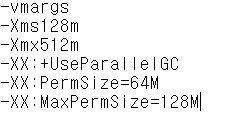 -vmargs
-Xms128m
-Xmx512m
-XX:+UseParallelGC
-XX:PermSize=64M
-XX:MaxPermSize=128M